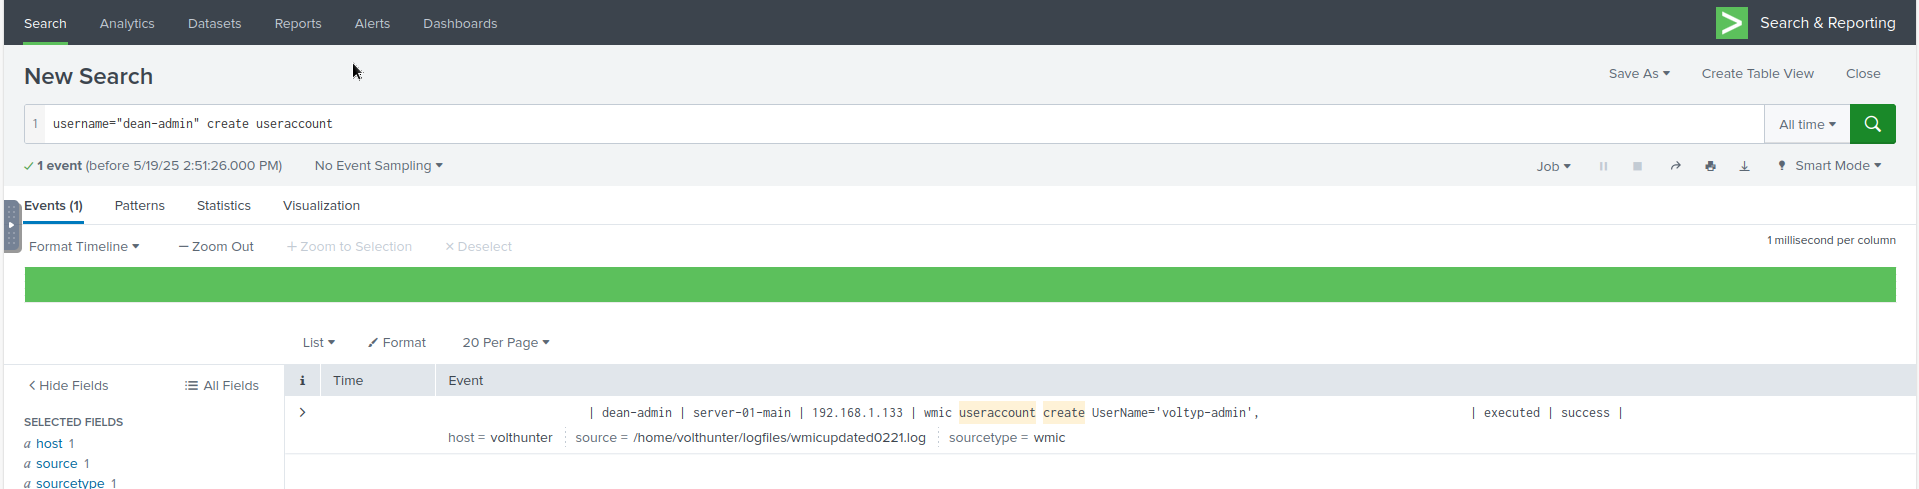 Search Analytics Datasets Reports Alerts Dashboards > Search & Reporting
New Search Save As Create Table View Close
1 username="dean-admin" create useraccount All time
✓ 1 event (before 5/19/25 2:51:26.000 PM) No Event Sampling Job Smart Mode
Events (1) Patterns Statistics Visualization
Format Timeline — Zoom Out + Zoom to Selection × Deselect 1 millisecond per column
List Format 20 Per Page
< Hide Fields All Fields i Time Event
> | dean-admin | server-01-main | 192.168.1.133 | wmic useraccount create UserName='voltyp-admin', | executed | success |
SELECTED FIELDS
host = volthunter source = /home/volthunter/logfiles/wmicupdated0221.log sourcetype = wmic
a host 1
a source 1
a sourcetype 1